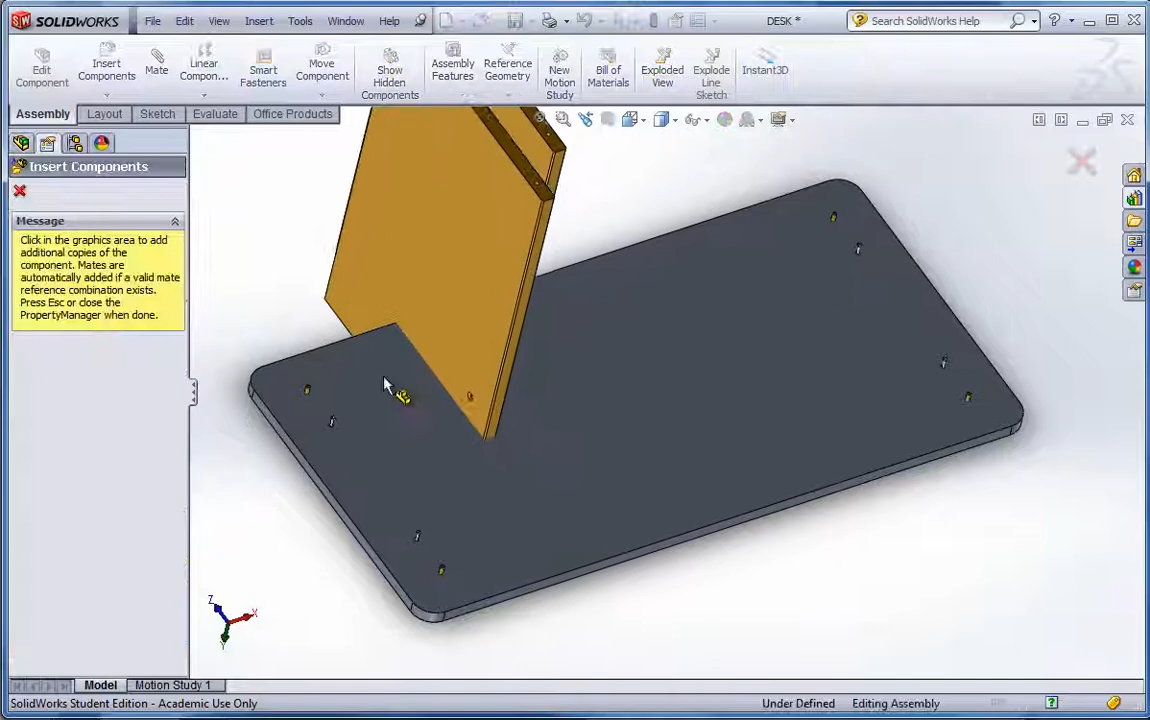 SOLIDWORKS File Edit View Insert Tools Window Help DESK * Search SolidWorks Help
Edit Component
Insert Components
Mate
Linear Compon...
Smart Fasteners
Move Component
Show Hidden Components
Assembly Features
Reference Geometry
New Motion Study
Bill of Materials
Exploded View
Explode Line Sketch
Instant3D
Assembly Layout Sketch Evaluate Office Products
Insert Components
Message
Click in the graphics area to add
additional copies of the
component. Mates are
automatically added if a valid mate
reference combination exists.
Press Esc or close the
PropertyManager when done.
Z
X
Y
Model Motion Study 1
SolidWorks Student Edition - Academic Use Only Under Defined Editing Assembly